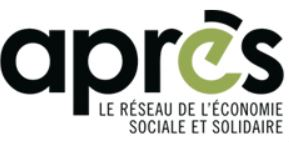 après
LE RÉSEAU DE L'ÉCONOMIE
SOCIALE ET SOLIDAIRE